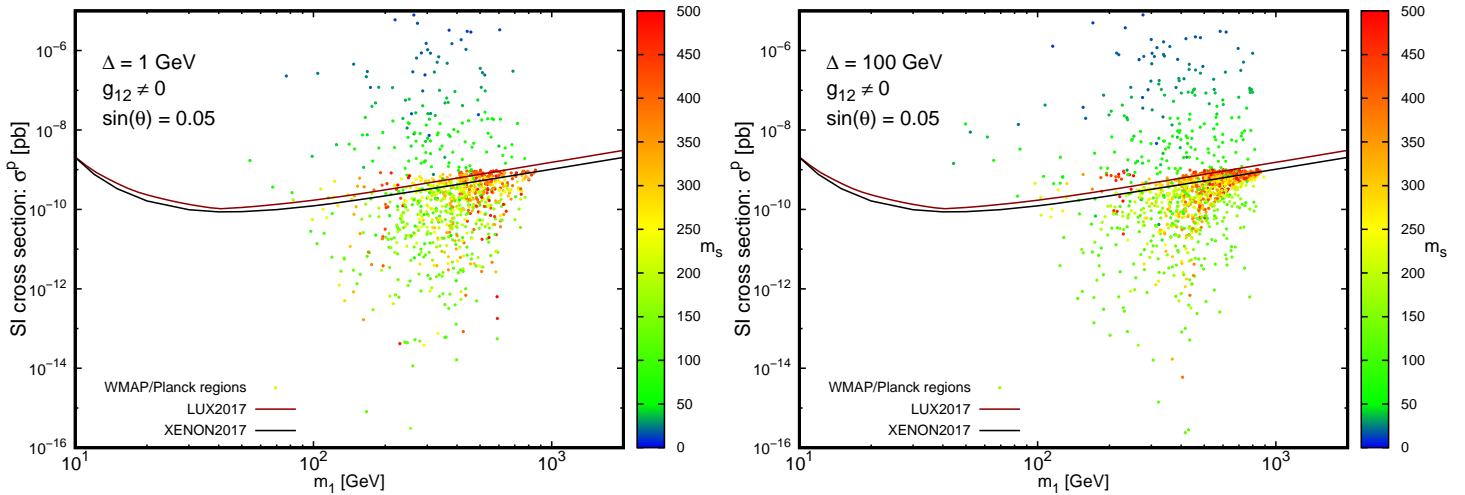 10⁻⁶
10⁻⁸
10⁻¹⁰
10⁻¹²
10⁻¹⁴
10⁻¹⁶
SI cross section: σᵖ [pb]
Δ = 1 GeV
g₁₂ ≠ 0
sin(θ) = 0.05
WMAP/Planck regions
LUX2017
XENON2017
10¹
10²
10³
m₁ [GeV]
500
450
400
350
300
250
200
150
100
50
0
mₛ
10⁻⁶
10⁻⁸
10⁻¹⁰
10⁻¹²
10⁻¹⁴
10⁻¹⁶
SI cross section: σᵖ [pb]
Δ = 100 GeV
g₁₂ ≠ 0
sin(θ) = 0.05
WMAP/Planck regions
LUX2017
XENON2017
10¹
10²
10³
m₁ [GeV]
500
450
400
350
300
250
200
150
100
50
0
mₛ